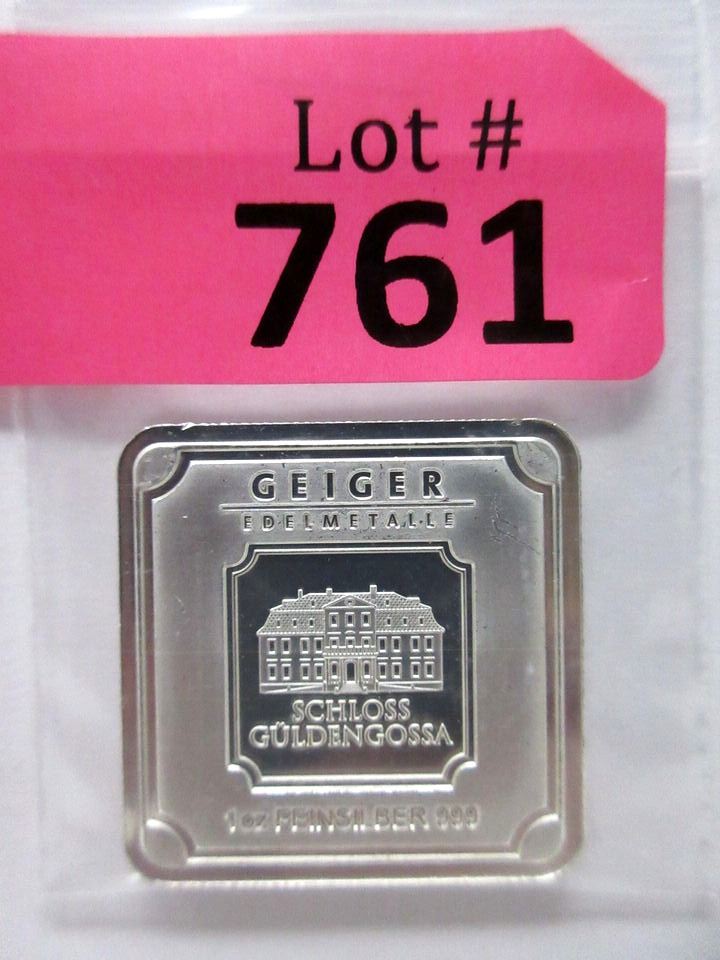 Lot #
761
GEIGER
EDELMETALLE
SCHLOSS
GÜLDENGOSSA
1 oz FEINSILBER 999